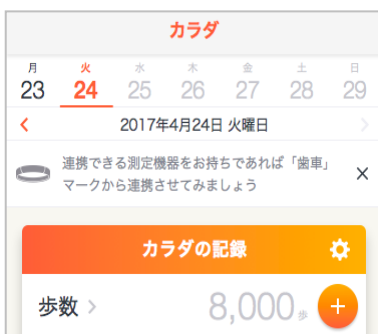 カラダ
月 火 水 木 金 土 日
23 24 25 26 27 28 29
2017年4月24日 火曜日
連携できる測定機器をお持ちであれば「歯車」
マークから連携させてみましょう
カラダの記録
歩数
8,000歩